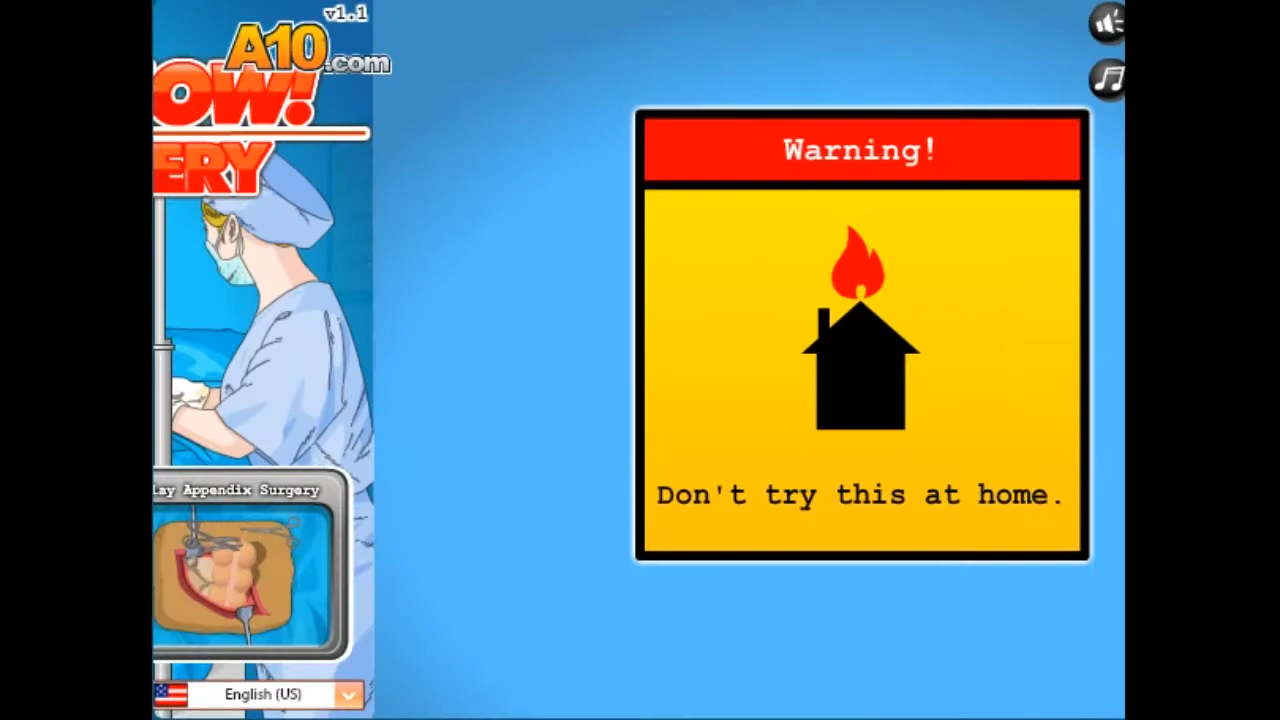 v1.1
A10.com
OW!
ERY
Warning!
Don't try this at home.
lay Appendix Surgery
English (US)